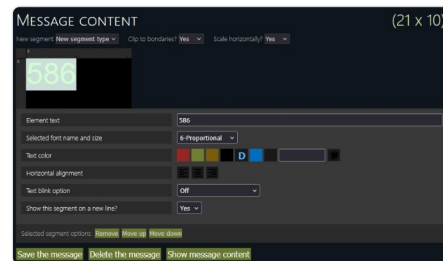 MESSAGE CONTENT (21 x 10)
New segment New segment type Clip to bondaries? Yes Scale horizontally? Yes
586
Element text 586
Selected font name and size 6-Proportional
Text color D
Horizontal alignment
Text blink option Off
Show this segment on a new line? Yes
Selected segment options: Remove Move up Move down
Save the message Delete the message Show message content